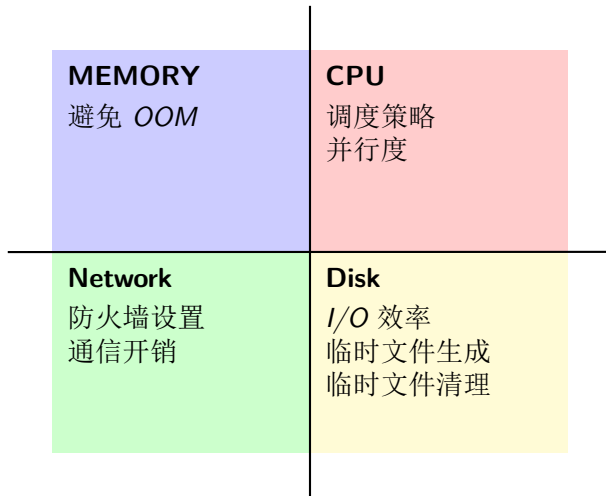 MEMORY
避免 OOM
CPU
调度策略
并行度
Network
防火墙设置
通信开销
Disk
I/O 效率
临时文件生成
临时文件清理